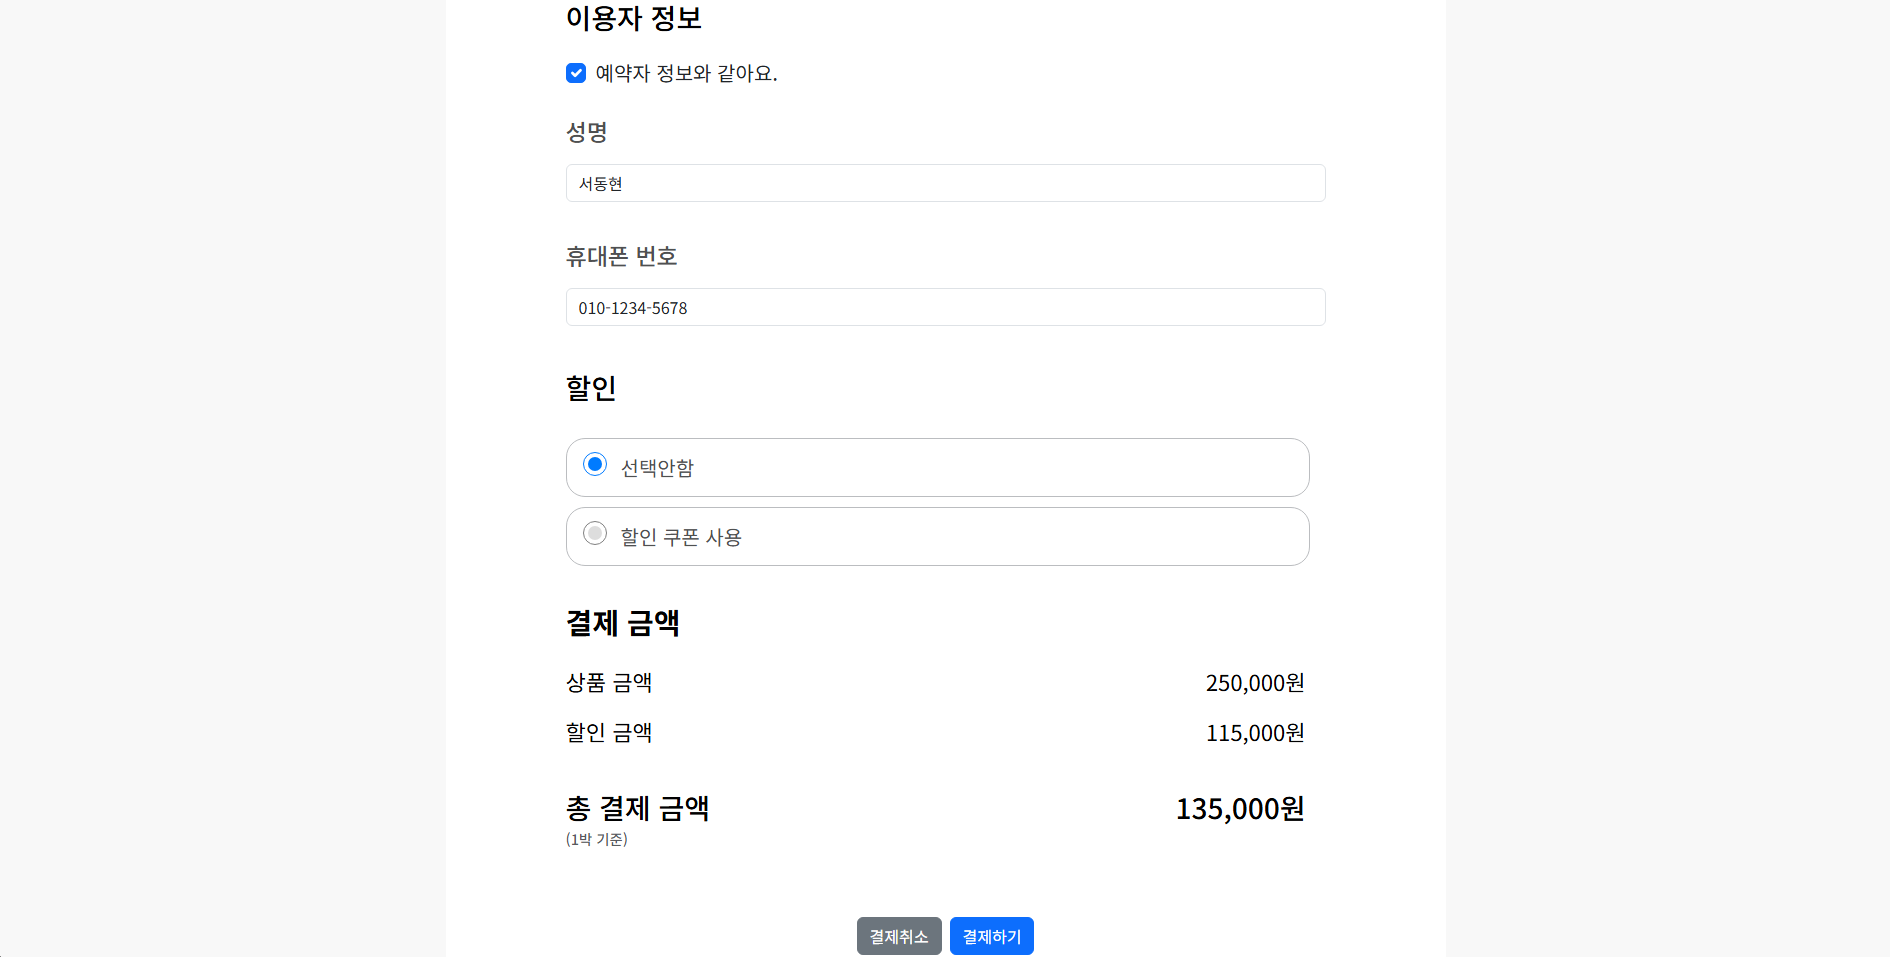 이용자 정보
예약자 정보와 같아요.
성명
서동현
휴대폰 번호
010-1234-5678
할인
선택안함
할인 쿠폰 사용
결제 금액
상품 금액 250,000원
할인 금액 115,000원
총 결제 금액 135,000원
(1박 기준)
결제취소 결제하기